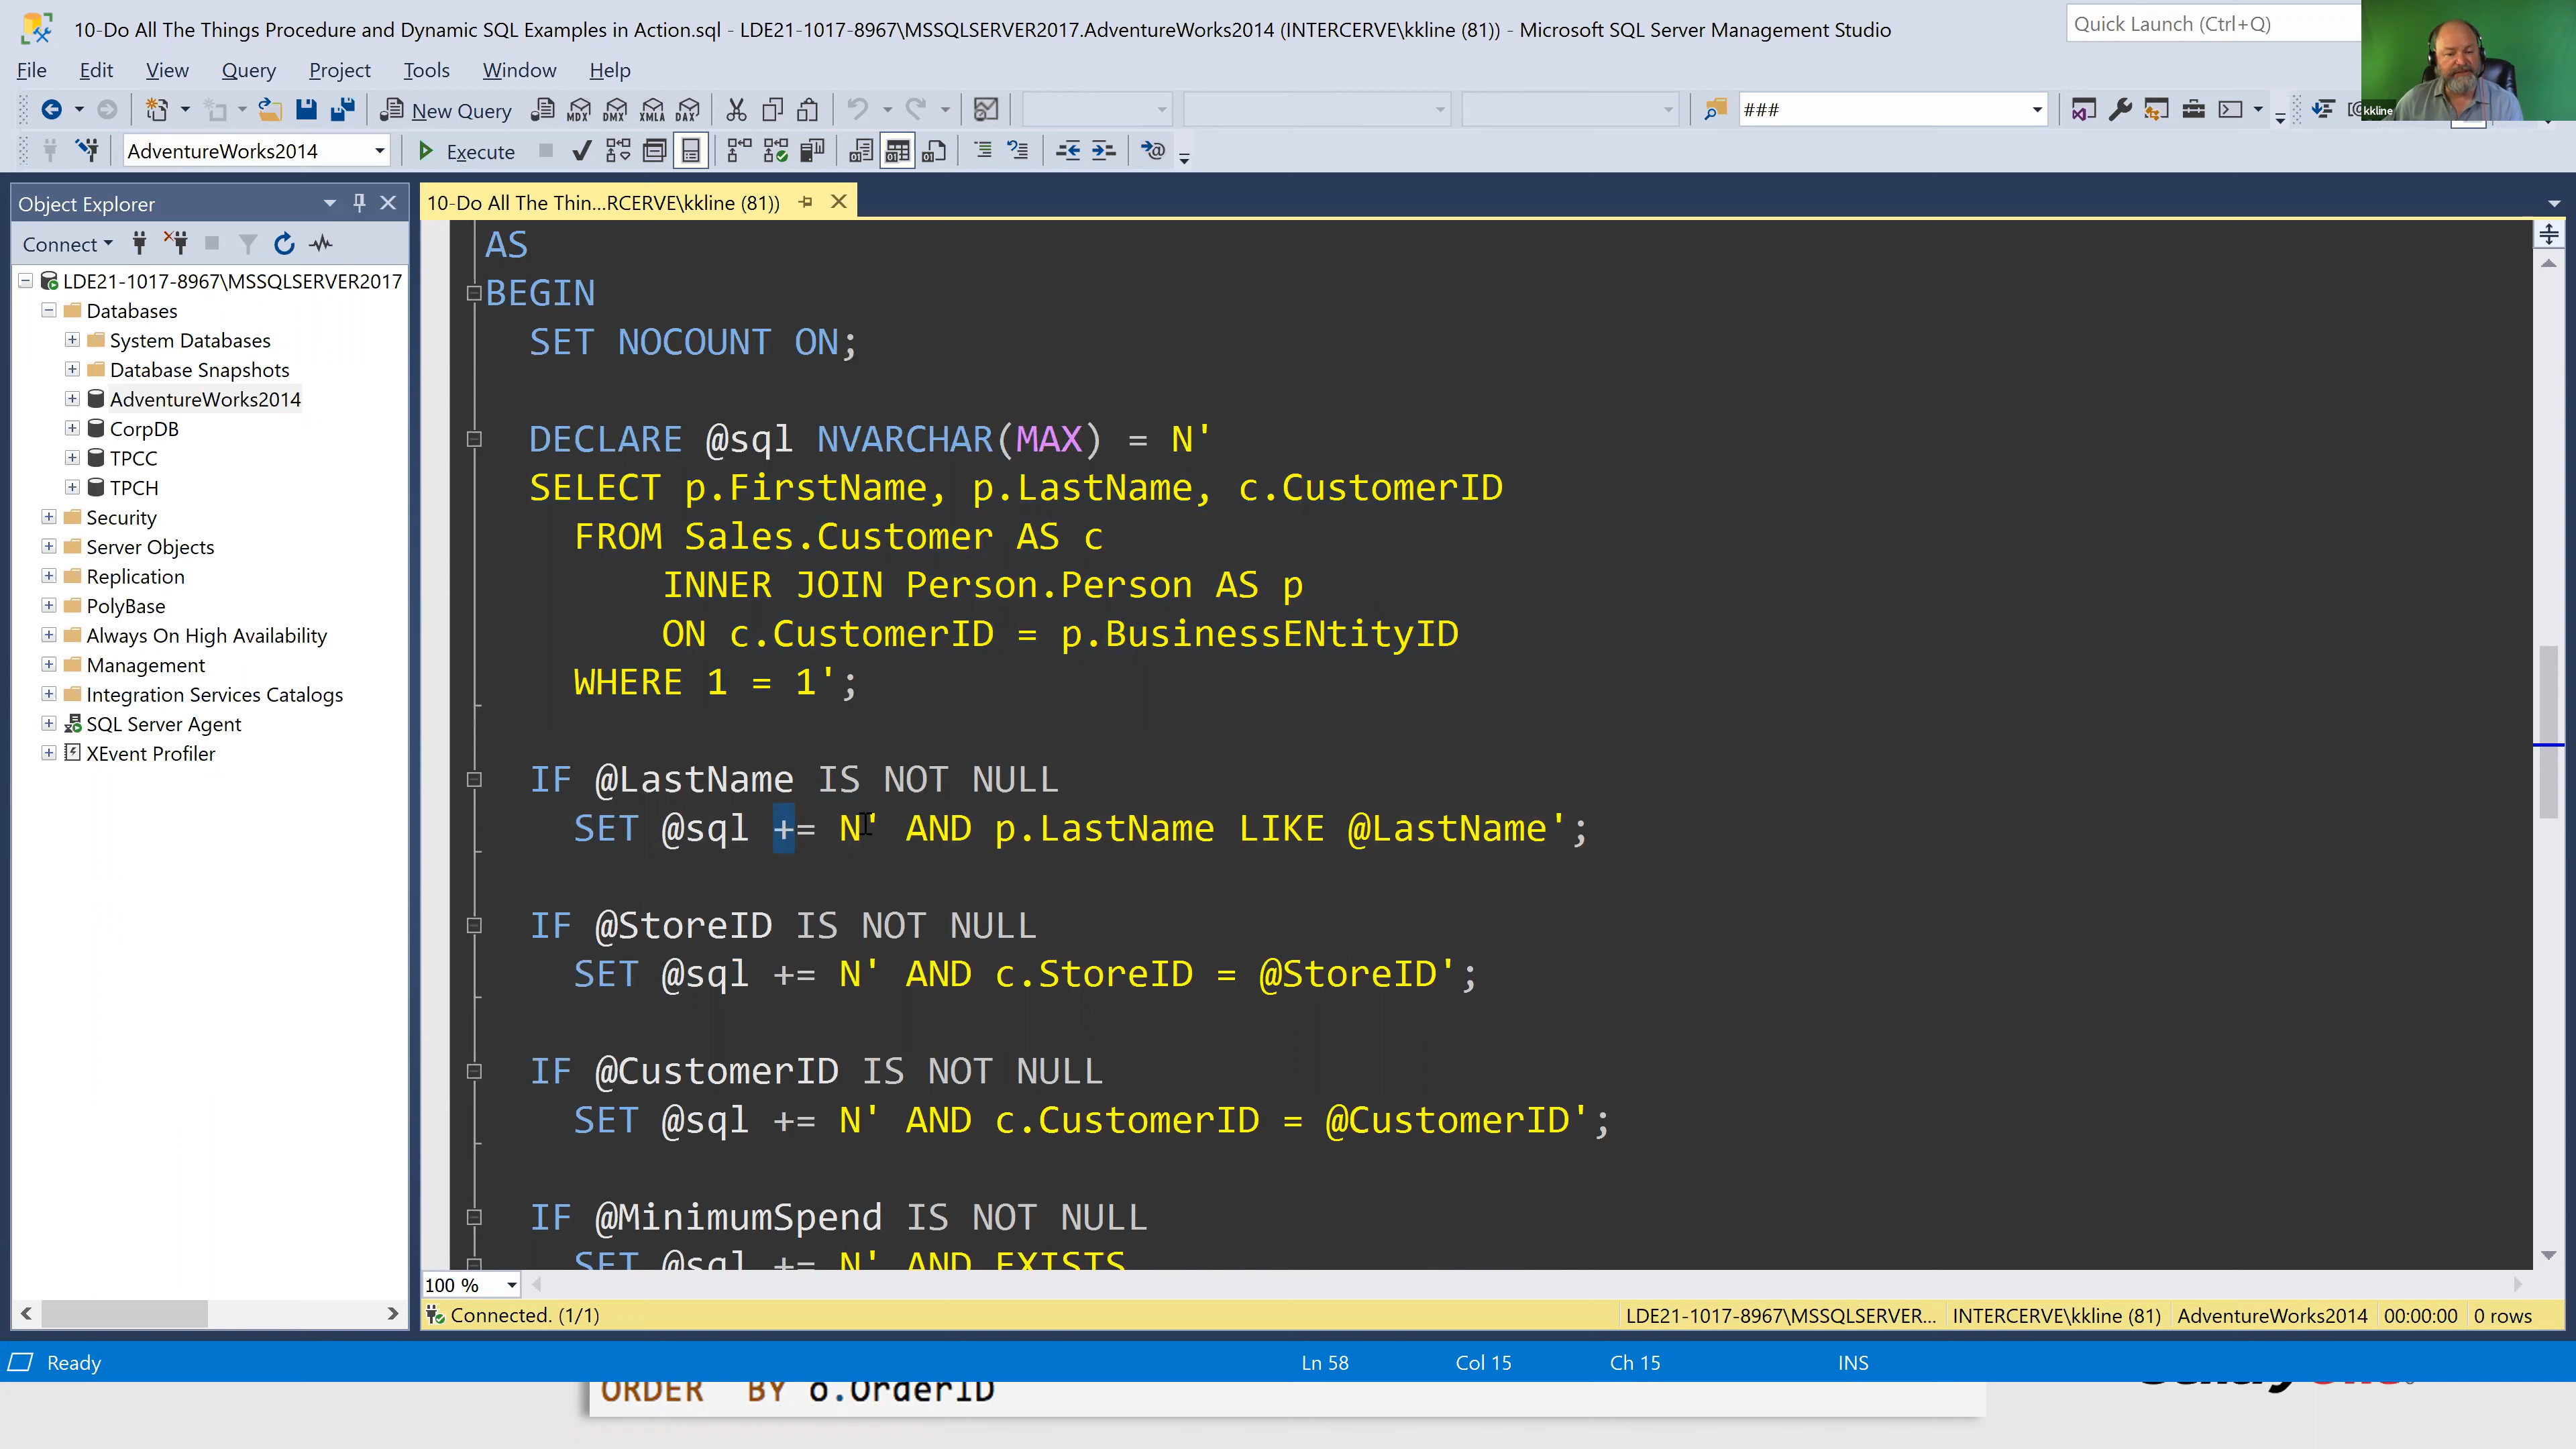 10-Do All The Things Procedure and Dynamic SQL Examples in Action.sql - LDE21-1017-8967\MSSQLSERVER2017.AdventureWorks2014 (INTERCERVE\kkline (81)) - Microsoft SQL Server Management Studio
Quick Launch (Ctrl+Q)
kkline
File Edit View Query Project Tools Window Help
New Query MDX DMX XMLA DAX ###
AdventureWorks2014 Execute
Object Explorer
Connect
LDE21-1017-8967\MSSQLSERVER2017
Databases
System Databases
Database Snapshots
AdventureWorks2014
CorpDB
TPCC
TPCH
Security
Server Objects
Replication
PolyBase
Always On High Availability
Management
Integration Services Catalogs
SQL Server Agent
XEvent Profiler
10-Do All The Thin...RCERVE\kkline (81))
AS
BEGIN
SET NOCOUNT ON;
DECLARE @sql NVARCHAR(MAX) = N'
SELECT p.FirstName, p.LastName, c.CustomerID
FROM Sales.Customer AS c
INNER JOIN Person.Person AS p
ON c.CustomerID = p.BusinessENtityID
WHERE 1 = 1';
IF @LastName IS NOT NULL
SET @sql += N' AND p.LastName LIKE @LastName';
IF @StoreID IS NOT NULL
SET @sql += N' AND c.StoreID = @StoreID';
IF @CustomerID IS NOT NULL
SET @sql += N' AND c.CustomerID = @CustomerID';
IF @MinimumSpend IS NOT NULL
SET @sql += N' AND EXISTS
100 %
Connected. (1/1)
LDE21-1017-8967\MSSQLSERVER... INTERCERVE\kkline (81) AdventureWorks2014 00:00:00 0 rows
Ready Ln 58 Col 15 Ch 15 INS
ORDER BY o.OrderID